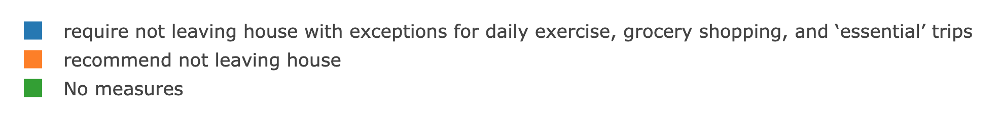 require not leaving house with exceptions for daily exercise, grocery shopping, and ‘essential’ trips
recommend not leaving house
No measures